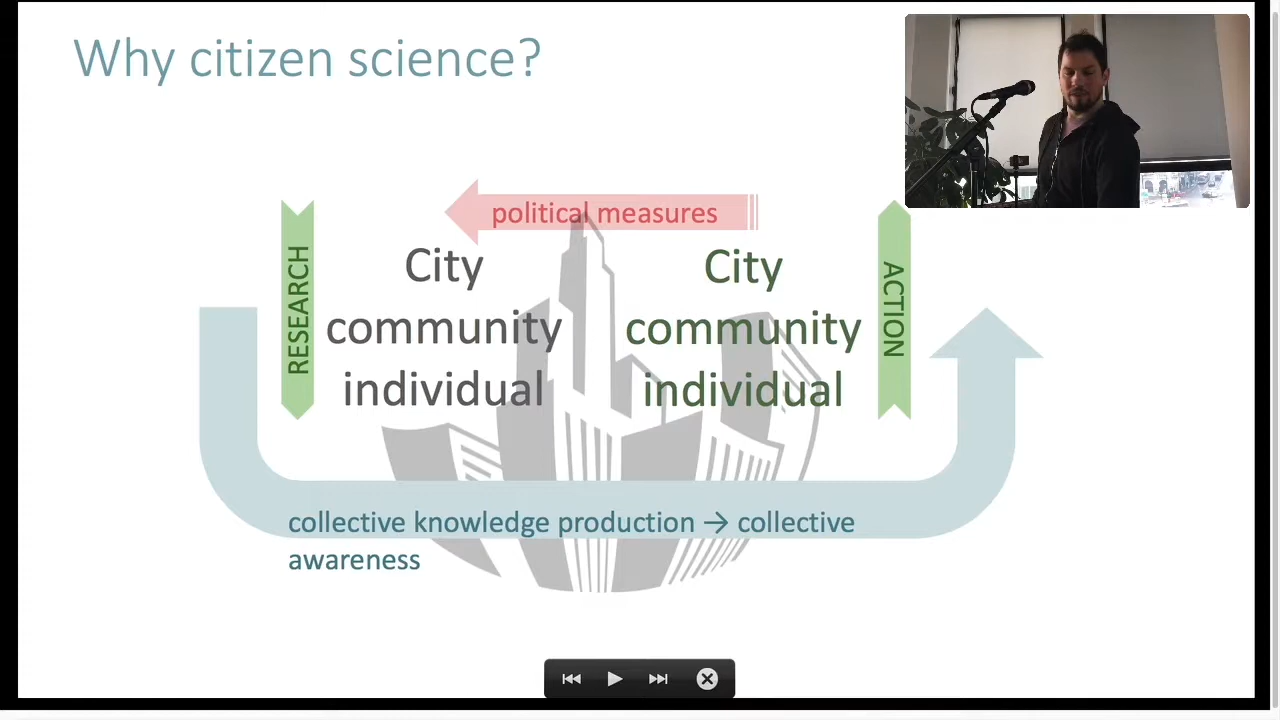 Why citizen science?
political measures
RESEARCH
City
community
individual
City
community
individual
ACTION
collective knowledge production → collective
awareness